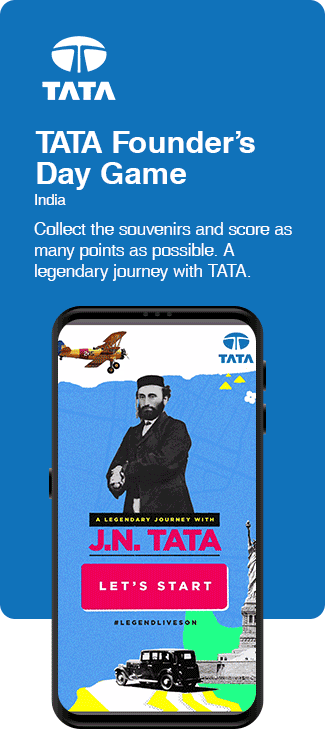 TATA
TATA Founder's
Day Game
India
Collect the souvenirs and score as
many points as possible. A
legendary journey with TATA.
TATA
A LEGENDARY JOURNEY WITH
J.N. TATA
LET'S START
#LEGENDLIVESON